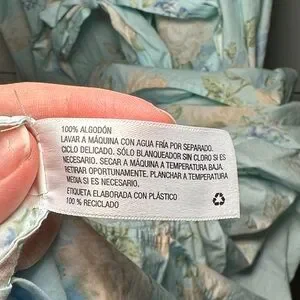 100% ALGODÓN
LAVAR A MÁQUINA CON AGUA FRÍA POR SEPARADO.
CICLO DELICADO. SÓLO BLANQUEADOR SIN CLORO SI ES
NECESARIO. SECAR A MÁQUINA A TEMPERATURA BAJA.
RETIRAR OPORTUNAMENTE. PLANCHAR A TEMPERATURA
MEDIA SI ES NECESARIO.
ETIQUETA ELABORADA CON PLÁSTICO
100 % RECICLADO